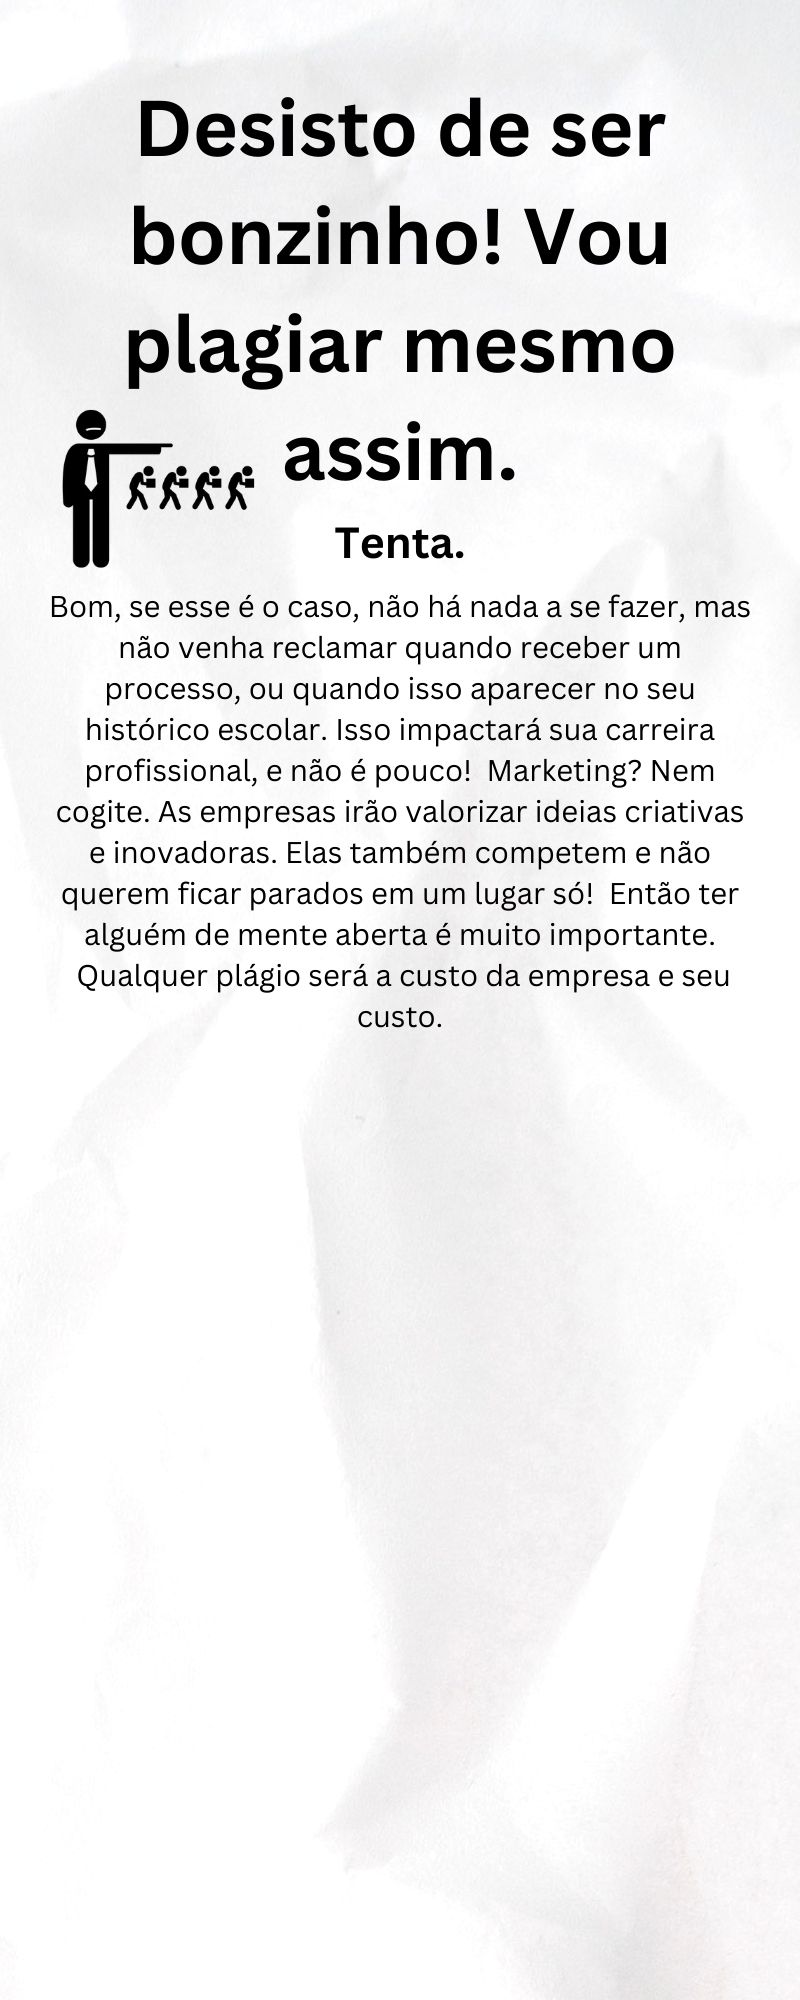 Desisto de ser
bonzinho! Vou
plagiar mesmo
assim.
Tenta.
Bom, se esse é o caso, não há nada a se fazer, mas
não venha reclamar quando receber um
processo, ou quando isso aparecer no seu
histórico escolar. Isso impactará sua carreira
profissional, e não é pouco!  Marketing? Nem
cogite. As empresas irão valorizar ideias criativas
e inovadoras. Elas também competem e não
querem ficar parados em um lugar só!  Então ter
alguém de mente aberta é muito importante.
Qualquer plágio será a custo da empresa e seu
custo.